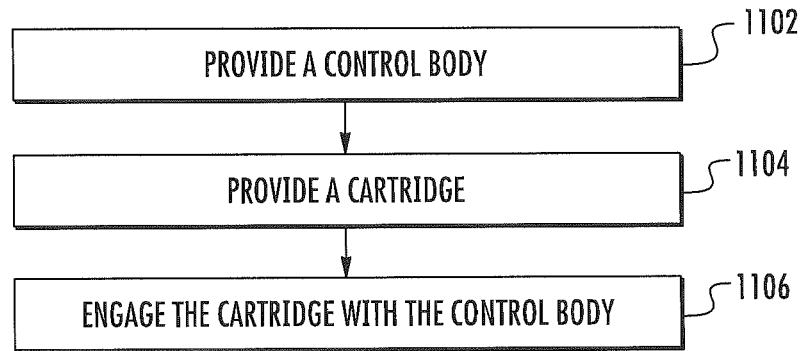 1102
PROVIDE A CONTROL BODY
1104
PROVIDE A CARTRIDGE
1106
ENGAGE THE CARTRIDGE WITH THE CONTROL BODY